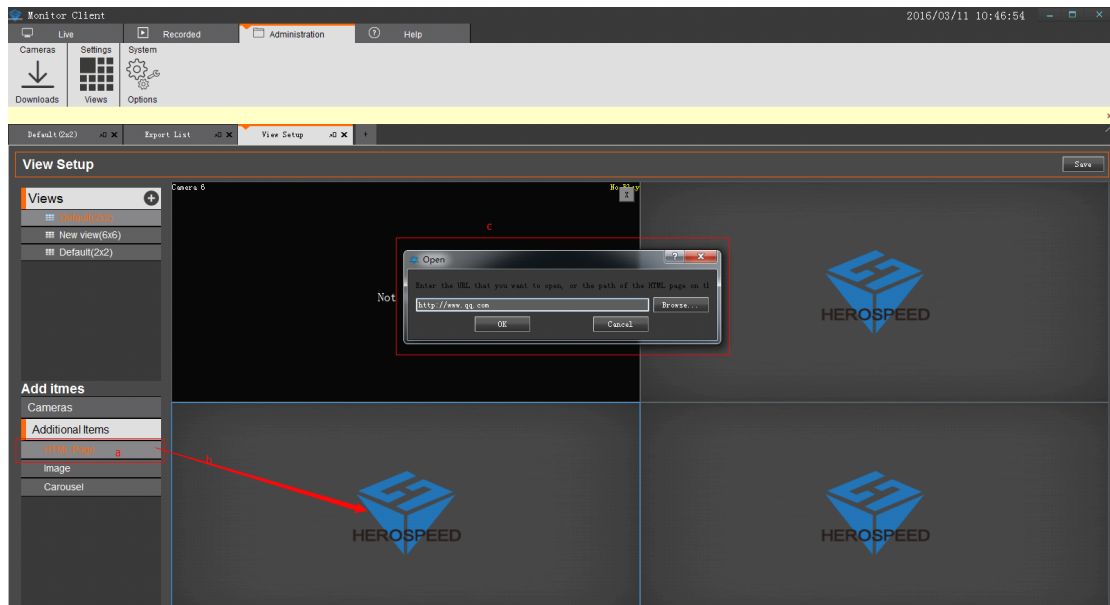 Monitor Client 2016/03/11 10:46:54
Live Recorded Administration Help
Cameras Settings System
Downloads Views Options
Default(2x2) Export List View Setup +
View Setup Save
Views
Default(2x2)
New view(6x6)
Default(2x2)
Camera 6 No Play
X
c
Open
Enter the URL that you want to open, or the path of the HTML page on
http://www.qq.com Browse...
OK Cancel
Not
HEROSPEED
Add itmes
Cameras
Additional Items
HTML Page a
b
Image
Carousel
HEROSPEED
HEROSPEED